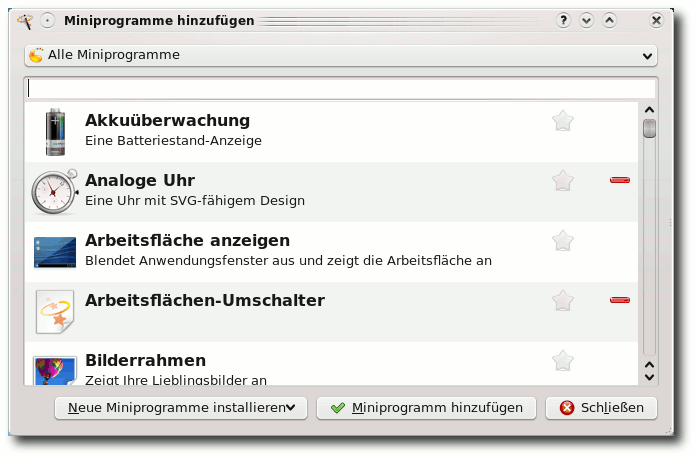 Miniprogramme hinzufügen
Alle Miniprogramme
Akkuüberwachung
Eine Batteriestand-Anzeige
Analoge Uhr
Eine Uhr mit SVG-fähigem Design
Arbeitsfläche anzeigen
Blendet Anwendungsfenster aus und zeigt die Arbeitsfläche an
Arbeitsflächen-Umschalter
Bilderrahmen
Zeigt Ihre Lieblingsbilder an
Neue Miniprogramme installieren
Miniprogramm hinzufügen
Schließen